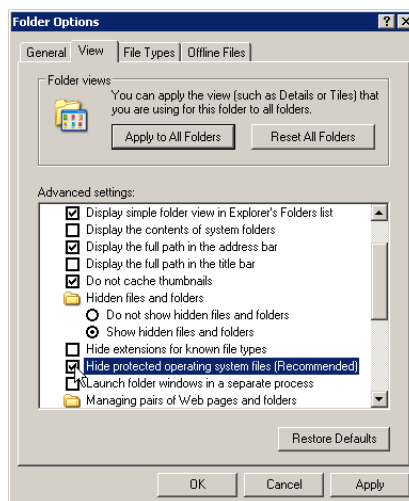 Folder Options
General View File Types Offline Files
Folder views
You can apply the view (such as Details or Tiles) that
you are using for this folder to all folders.
Apply to All Folders Reset All Folders
Advanced settings:
Display simple folder view in Explorer's Folders list
Display the contents of system folders
Display the full path in the address bar
Display the full path in the title bar
Do not cache thumbnails
Hidden files and folders
Do not show hidden files and folders
Show hidden files and folders
Hide extensions for known file types
Hide protected operating system files (Recommended)
Launch folder windows in a separate process
Managing pairs of Web pages and folders
Restore Defaults
OK Cancel Apply